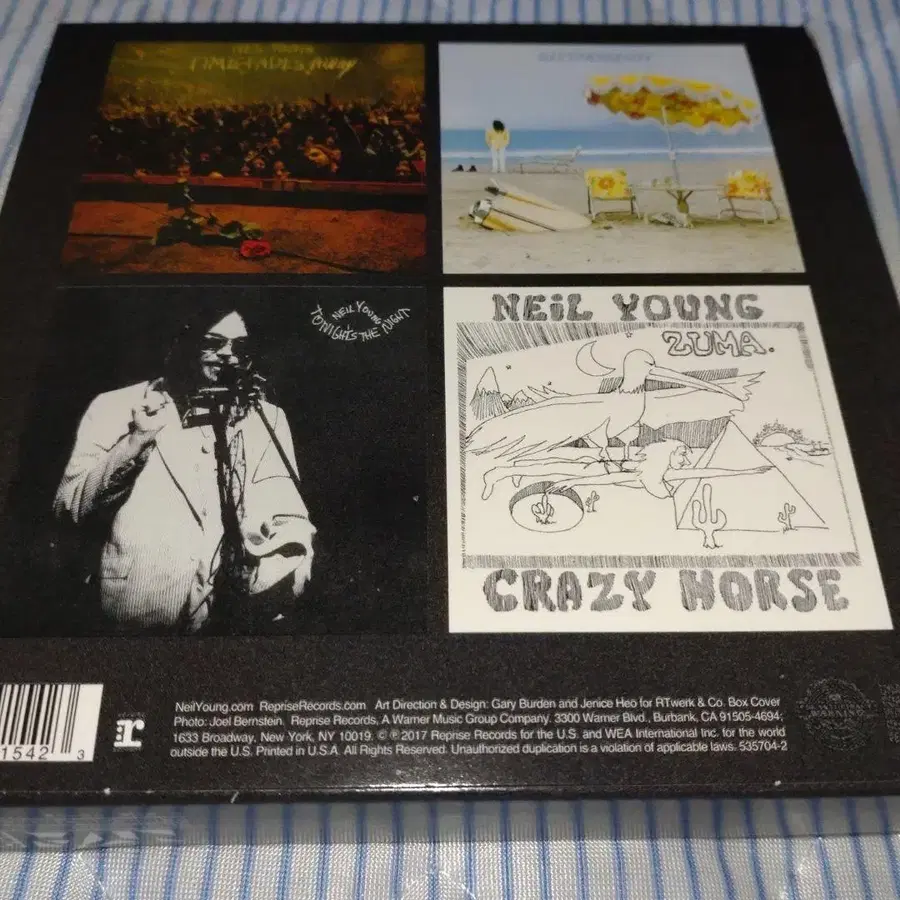 NEIL YOUNG
TIME FADES AWAY
NEIL YOUNG
TONIGHT'S THE NIGHT
NEIL YOUNG
ZUMA.
CRAZY HORSE
1542 3
r
NeilYoung.com RepriseRecords.com Art Direction & Design: Gary Burden and Jenice Heo for RTwerk & Co. Box Cover
Photo: Joel Bernstein. Reprise Records, A Warner Music Group Company. 3300 Warner Blvd., Burbank, CA 91505-4694;
1633 Broadway, New York, NY 10019. © ℗ 2017 Reprise Records for the U.S. and WEA International Inc. for the world
outside the U.S. Printed in U.S.A. All Rights Reserved. Unauthorized duplication is a violation of applicable laws. 535704-2